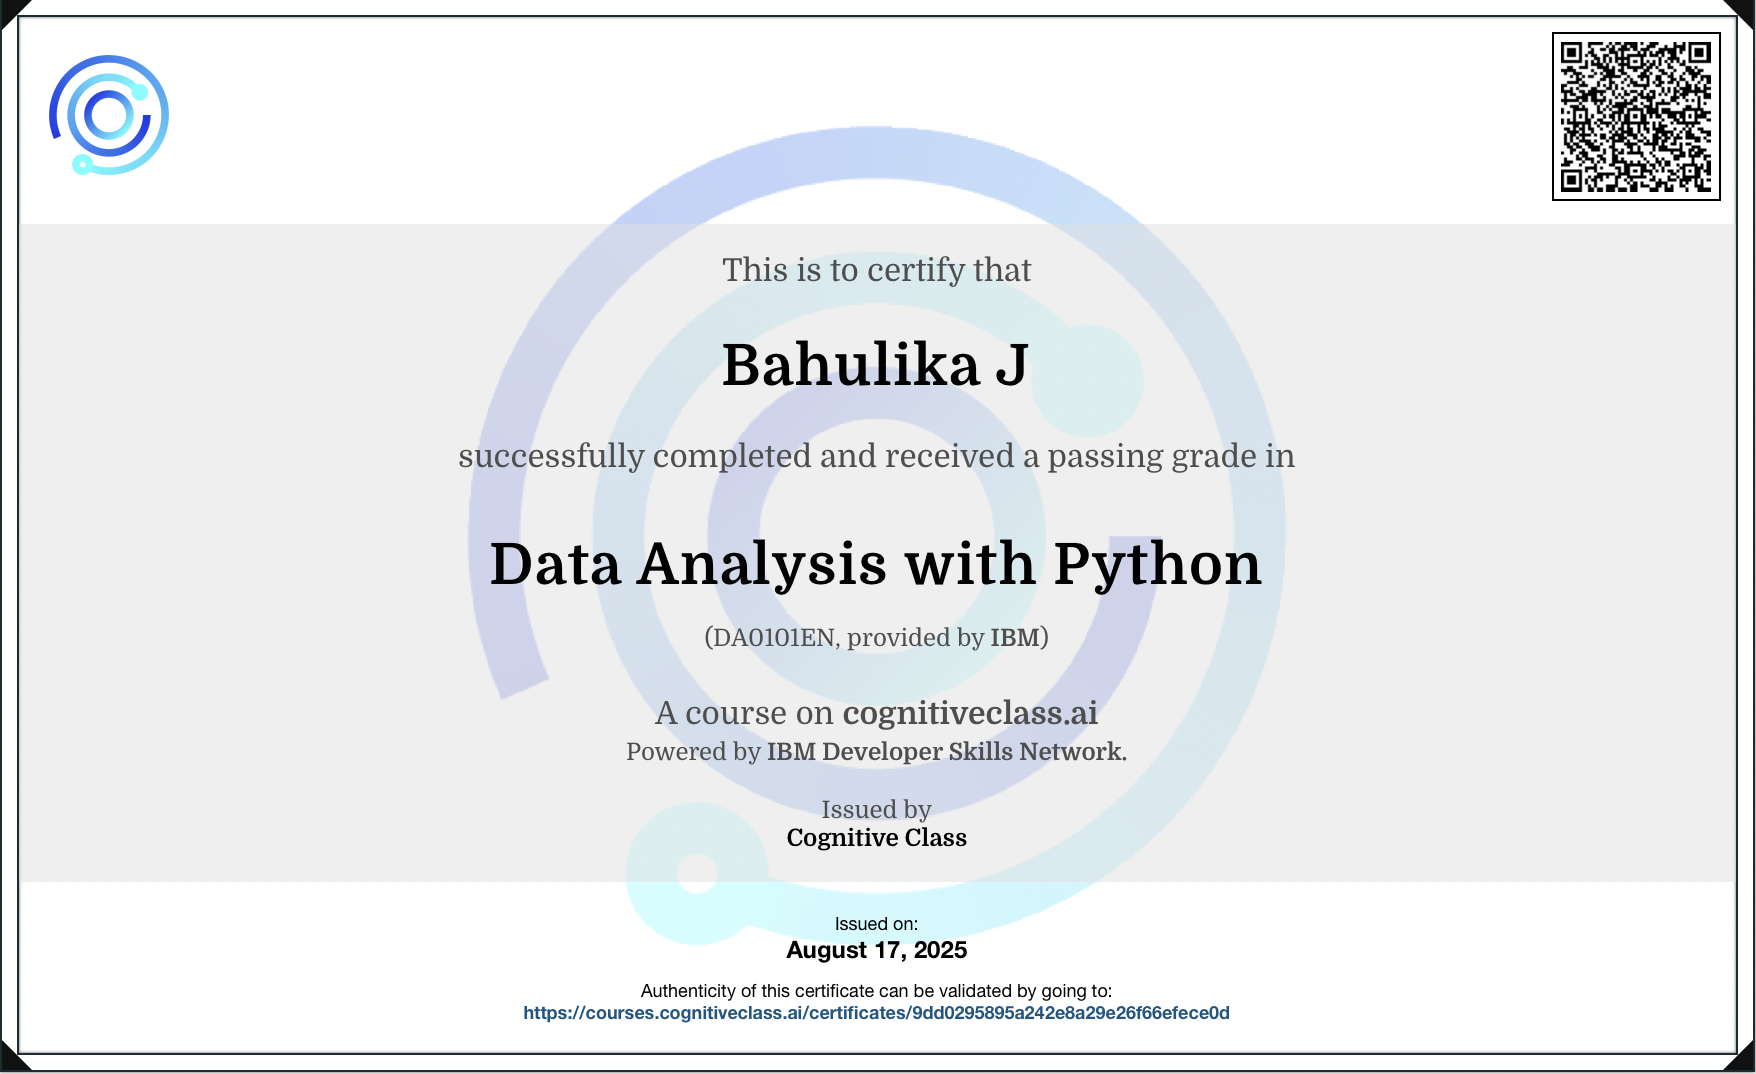 This is to certify that
Bahulika J
successfully completed and received a passing grade in
Data Analysis with Python
(DA0101EN, provided by IBM)
A course on cognitiveclass.ai
Powered by IBM Developer Skills Network.
Issued by
Cognitive Class
Issued on:
August 17, 2025
Authenticity of this certificate can be validated by going to:
https://courses.cognitiveclass.ai/certificates/9dd0295895a242e8a29e26f66efece0d